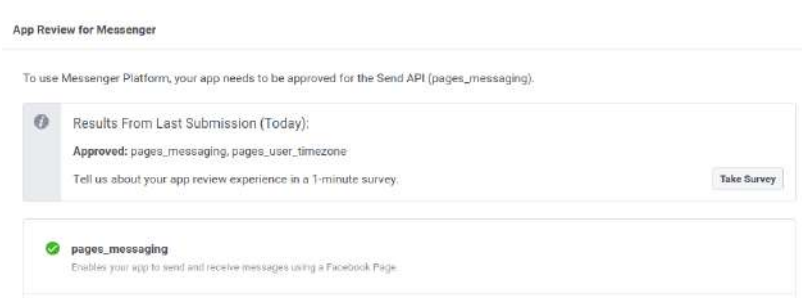 App Review for Messenger
To use Messenger Platform, your app needs to be approved for the Send API (pages_messaging).
Results From Last Submission (Today):
Approved: pages_messaging, pages_user_timezone
Tell us about your app review experience in a 1-minute survey.
Take Survey
pages_messaging
Enables your app to send and receive messages using a Facebook Page